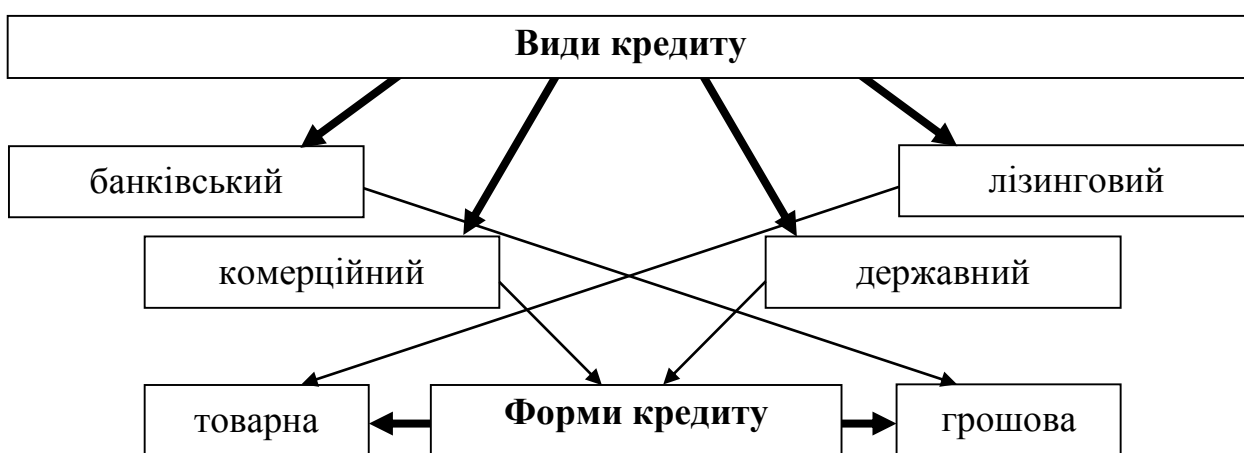 Види кредиту
банківський
лізинговий
комерційний
державний
товарна
Форми кредиту
грошова